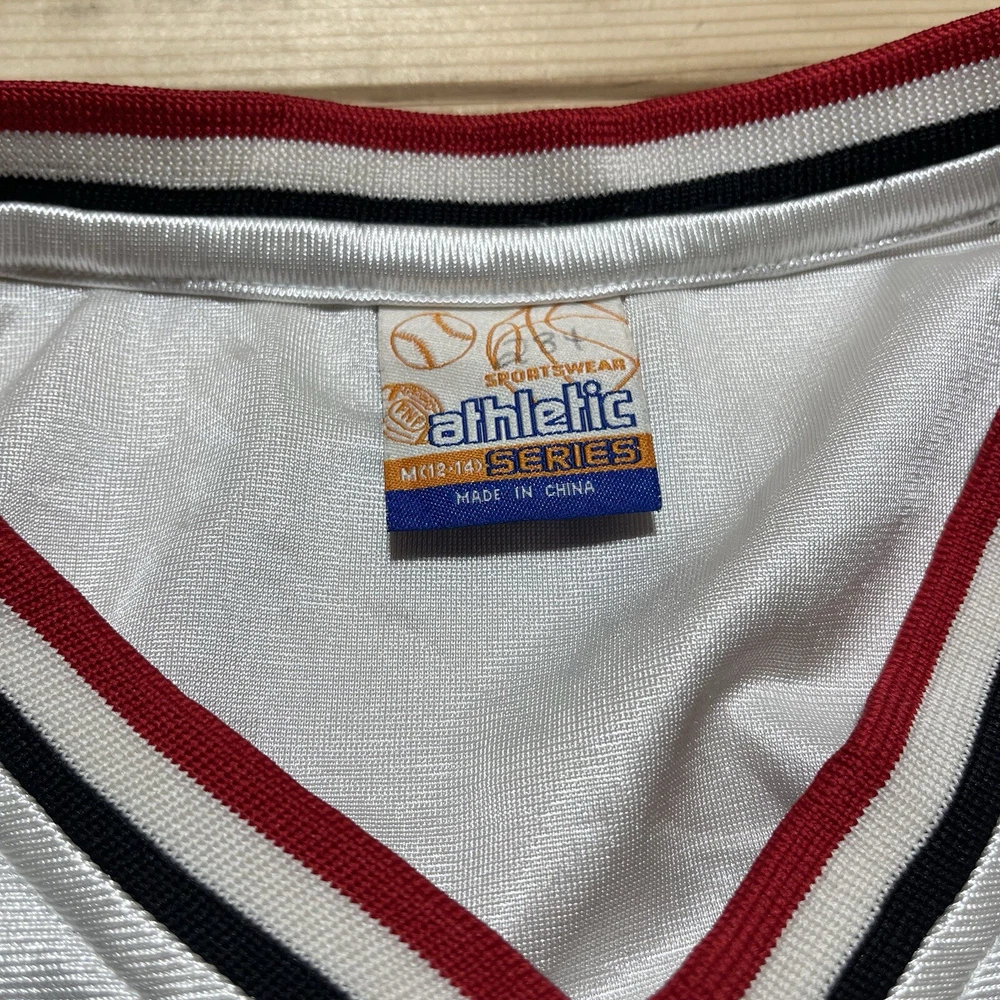 SPORTSWEAR
athletic
M(12-14) SERIES
MADE IN CHINA